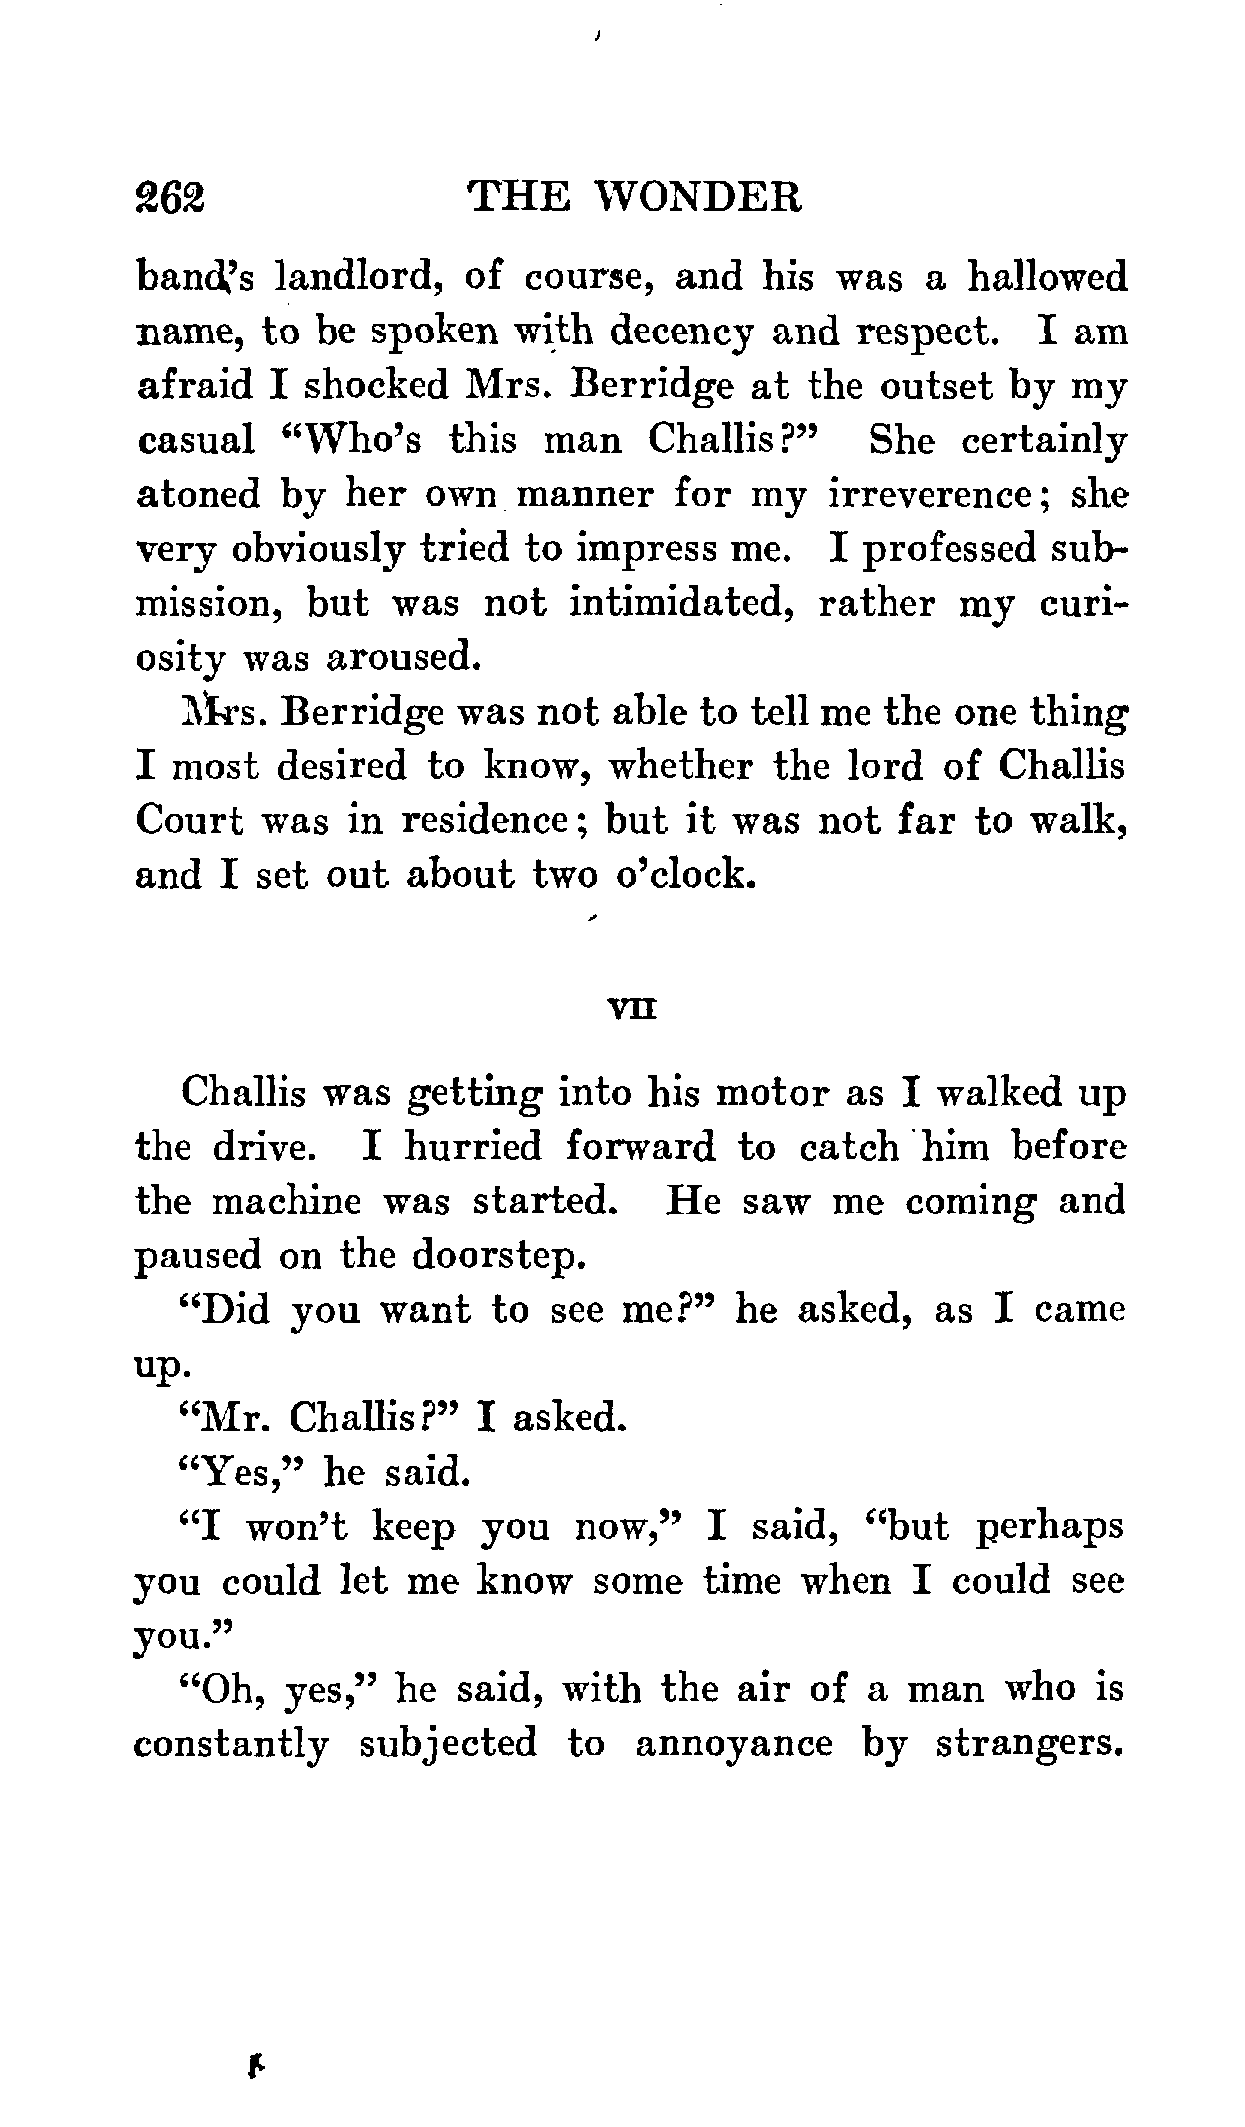 262 THE WONDER
band's landlord, of course, and his was a hallowed
name, to be spoken with decency and respect. I am
afraid I shocked Mrs. Berridge at the outset by my
casual “Who's this man Challis?” She certainly
atoned by her own manner for my irreverence; she
very obviously tried to impress me. I professed sub-
mission, but was not intimidated, rather my curi-
osity was aroused.
Mrs. Berridge was not able to tell me the one thing
I most desired to know, whether the lord of Challis
Court was in residence; but it was not far to walk,
and I set out about two o'clock.
VII
Challis was getting into his motor as I walked up
the drive. I hurried forward to catch him before
the machine was started. He saw me coming and
paused on the doorstep.
“Did you want to see me?” he asked, as I came
up.
“Mr. Challis?” I asked.
“Yes,” he said.
“I won't keep you now,” I said, “but perhaps
you could let me know some time when I could see
you.”
“Oh, yes,” he said, with the air of a man who is
constantly subjected to annoyance by strangers.